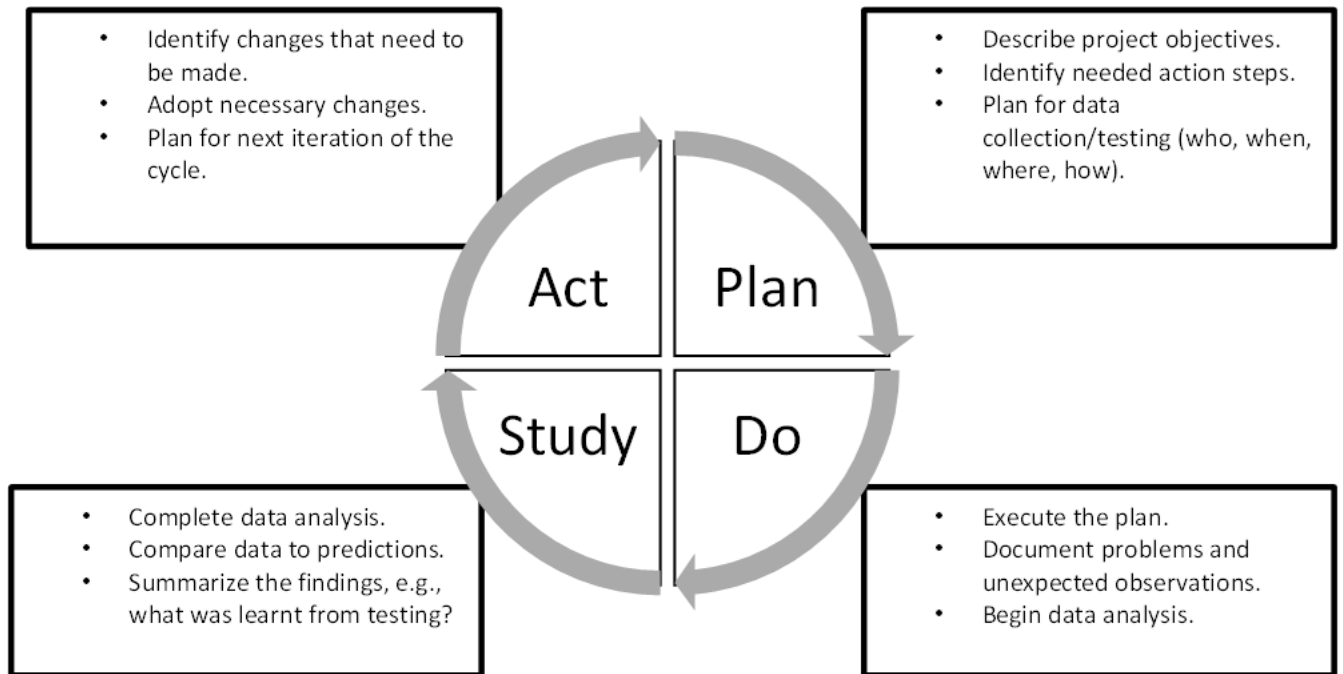 • Identify changes that need to
be made.
• Adopt necessary changes.
• Plan for next iteration of the
cycle.
• Describe project objectives.
• Identify needed action steps.
• Plan for data
collection/testing (who, when,
where, how).
Act
Plan
Study
Do
• Complete data analysis.
• Compare data to predictions.
• Summarize the findings, e.g.,
what was learnt from testing?
• Execute the plan.
• Document problems and
unexpected observations.
• Begin data analysis.